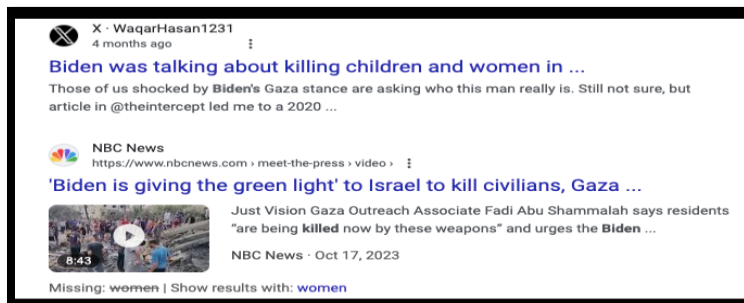 X · WaqarHasan1231
4 months ago
Biden was talking about killing children and women in ...
Those of us shocked by Biden's Gaza stance are asking who this man really is. Still not sure, but
article in @theintercept led me to a 2020 ...
NBC News
https://www.nbcnews.com › meet-the-press › video ›
'Biden is giving the green light' to Israel to kill civilians, Gaza ...
Just Vision Gaza Outreach Associate Fadi Abu Shammalah says residents
“are being killed now by these weapons” and urges the Biden ...
8:43
NBC News · Oct 17, 2023
Missing: women | Show results with: women